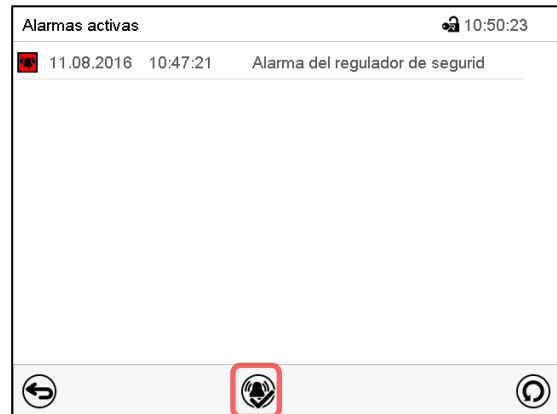 Alarmas activas 10:50:23
11.08.2016 10:47:21 Alarma del regulador de segurid